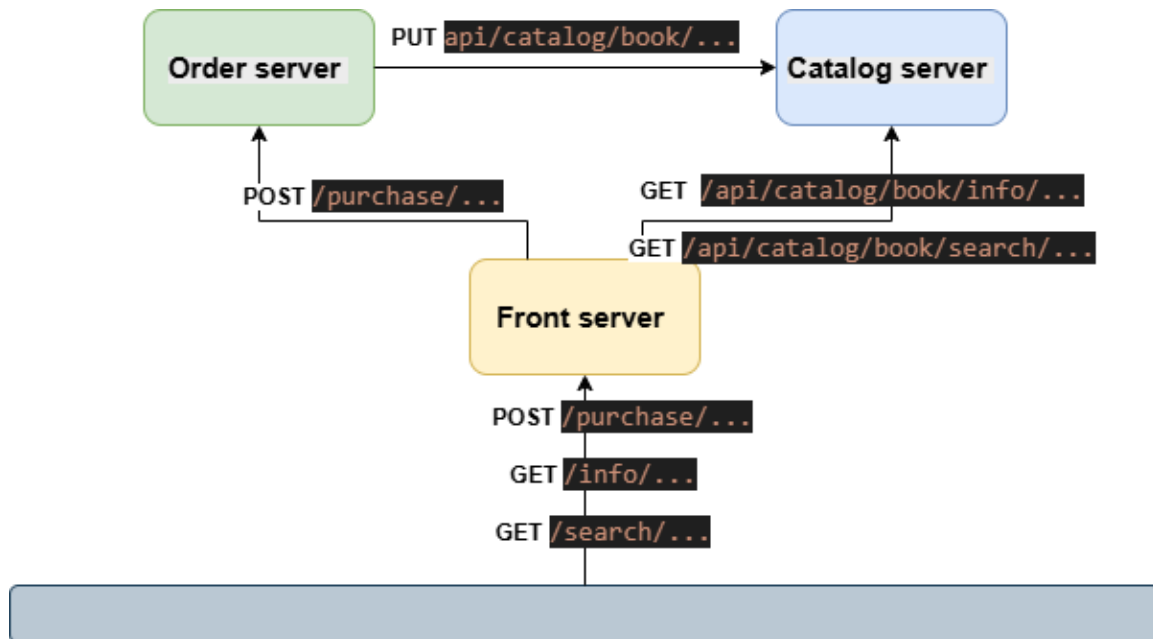 PUT api/catalog/book/...
Order server
Catalog server
POST /purchase/...
GET /api/catalog/book/info/...
GET /api/catalog/book/search/...
Front server
POST /purchase/...
GET /info/...
GET /search/...